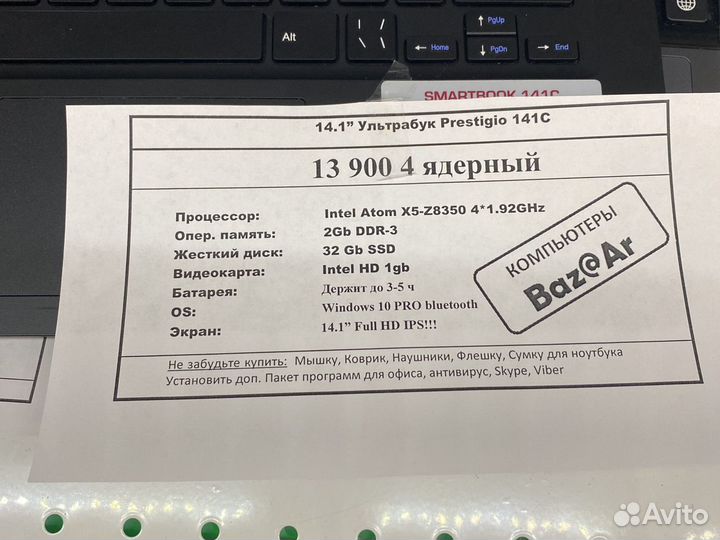 Alt
PgUp
Home
PgDn
End
SMARTBOOK 141C
14.1” Ультрабук Prestigio 141C
13 900 4 ядерный
Процессор: Intel Atom X5-Z8350 4*1.92GHz
Опер. память: 2Gb DDR-3
Жесткий диск: 32 Gb SSD
Видеокарта: Intel HD 1gb
Батарея: Держит до 3-5 ч
OS: Windows 10 PRO bluetooth
Экран: 14.1” Full HD IPS!!!
КОМПЬЮТЕРЫ
Baz@Ar
Не забудьте купить: Мышку, Коврик, Наушники, Флешку, Сумку для ноутбука
Установить доп. Пакет программ для офиса, антивирус, Skype, Viber
Avito